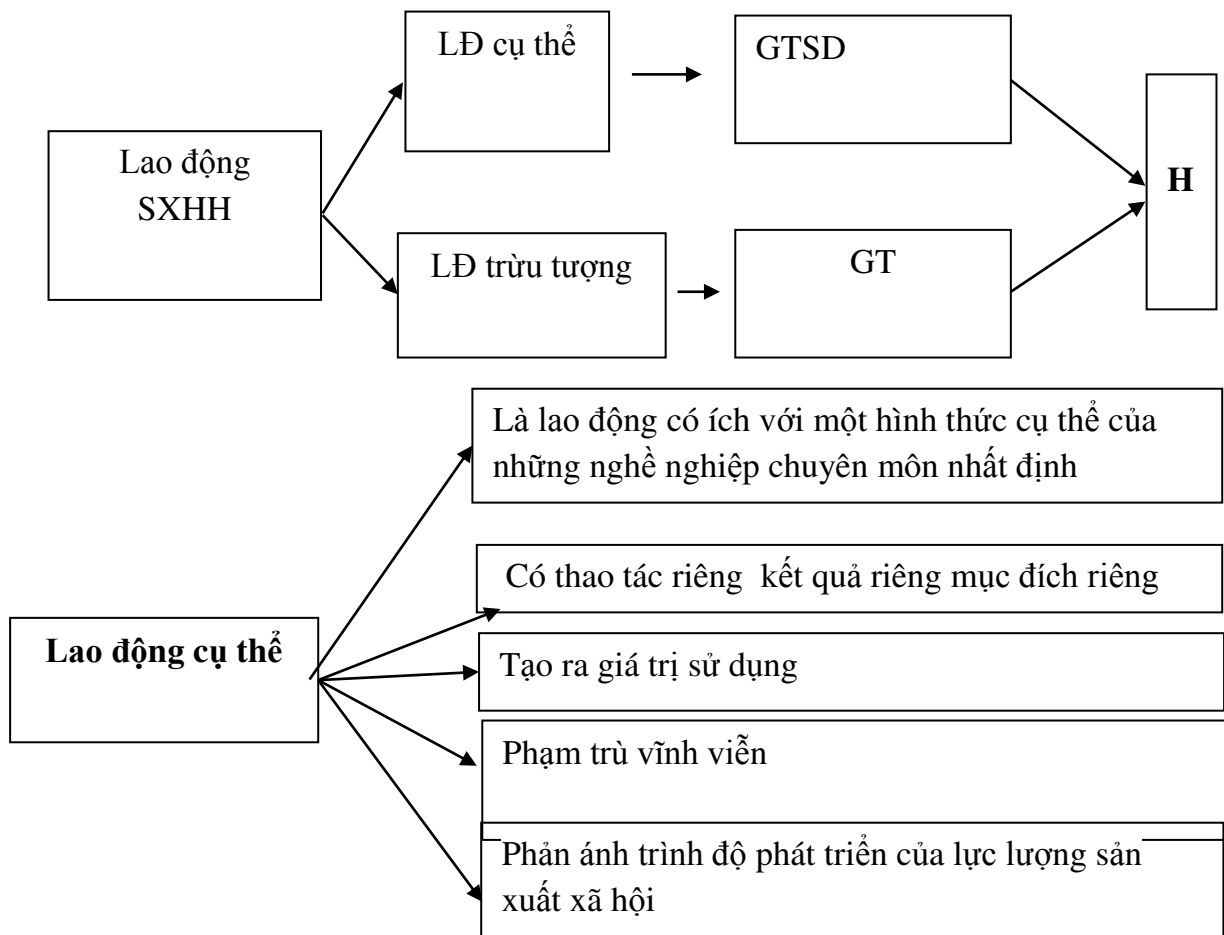 LĐ cụ thể
GTSD
Lao động
SXHH
H
LĐ trừu tượng
GT
Là lao động có ích với một hình thức cụ thể của
những nghề nghiệp chuyên môn nhất định
Có thao tác riêng  kết quả riêng mục đích riêng
Lao động cụ thể
Tạo ra giá trị sử dụng
Phạm trù vĩnh viễn
Phản ánh trình độ phát triển của lực lượng sản
xuất xã hội